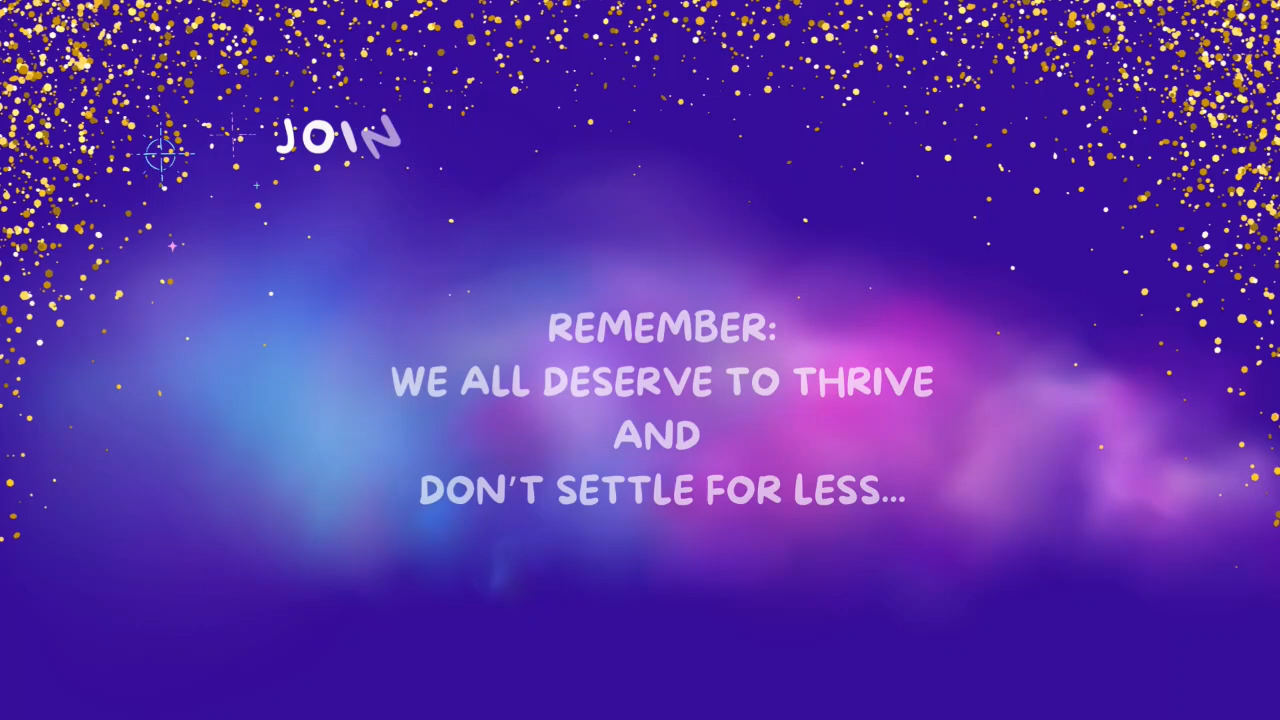 JOIN
REMEMBER:
WE ALL DESERVE TO THRIVE
AND
DON'T SETTLE FOR LESS...